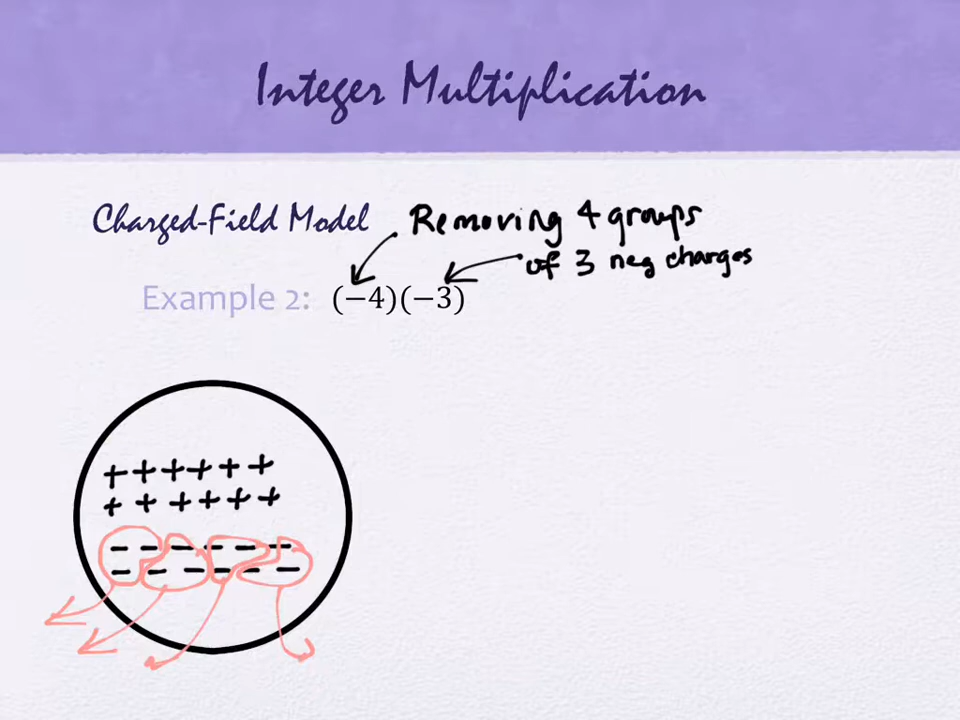 Integer Multiplication
Charged-Field Model
Removing 4 groups
of 3 neg charges
Example 2: (−4)(−3)
+ + + + + +
+ + + + + +
− − − − − −
− − − − − −